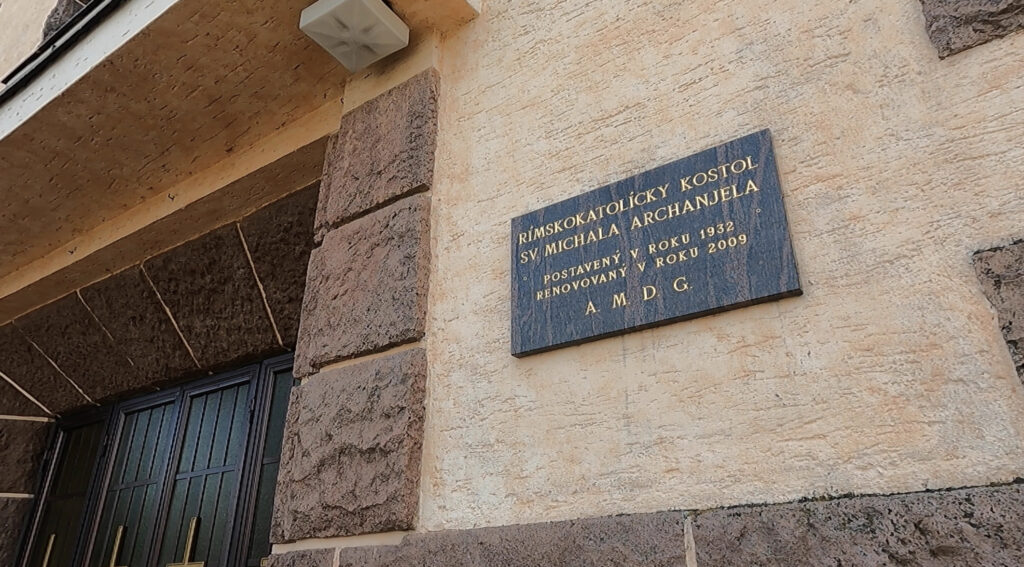 RÍMSKOKATOLÍCKY KOSTOL
SV. MICHALA ARCHANJELA
POSTAVENÝ V ROKU 1932
RENOVOVANÝ V ROKU 2009
A. M. D. G.